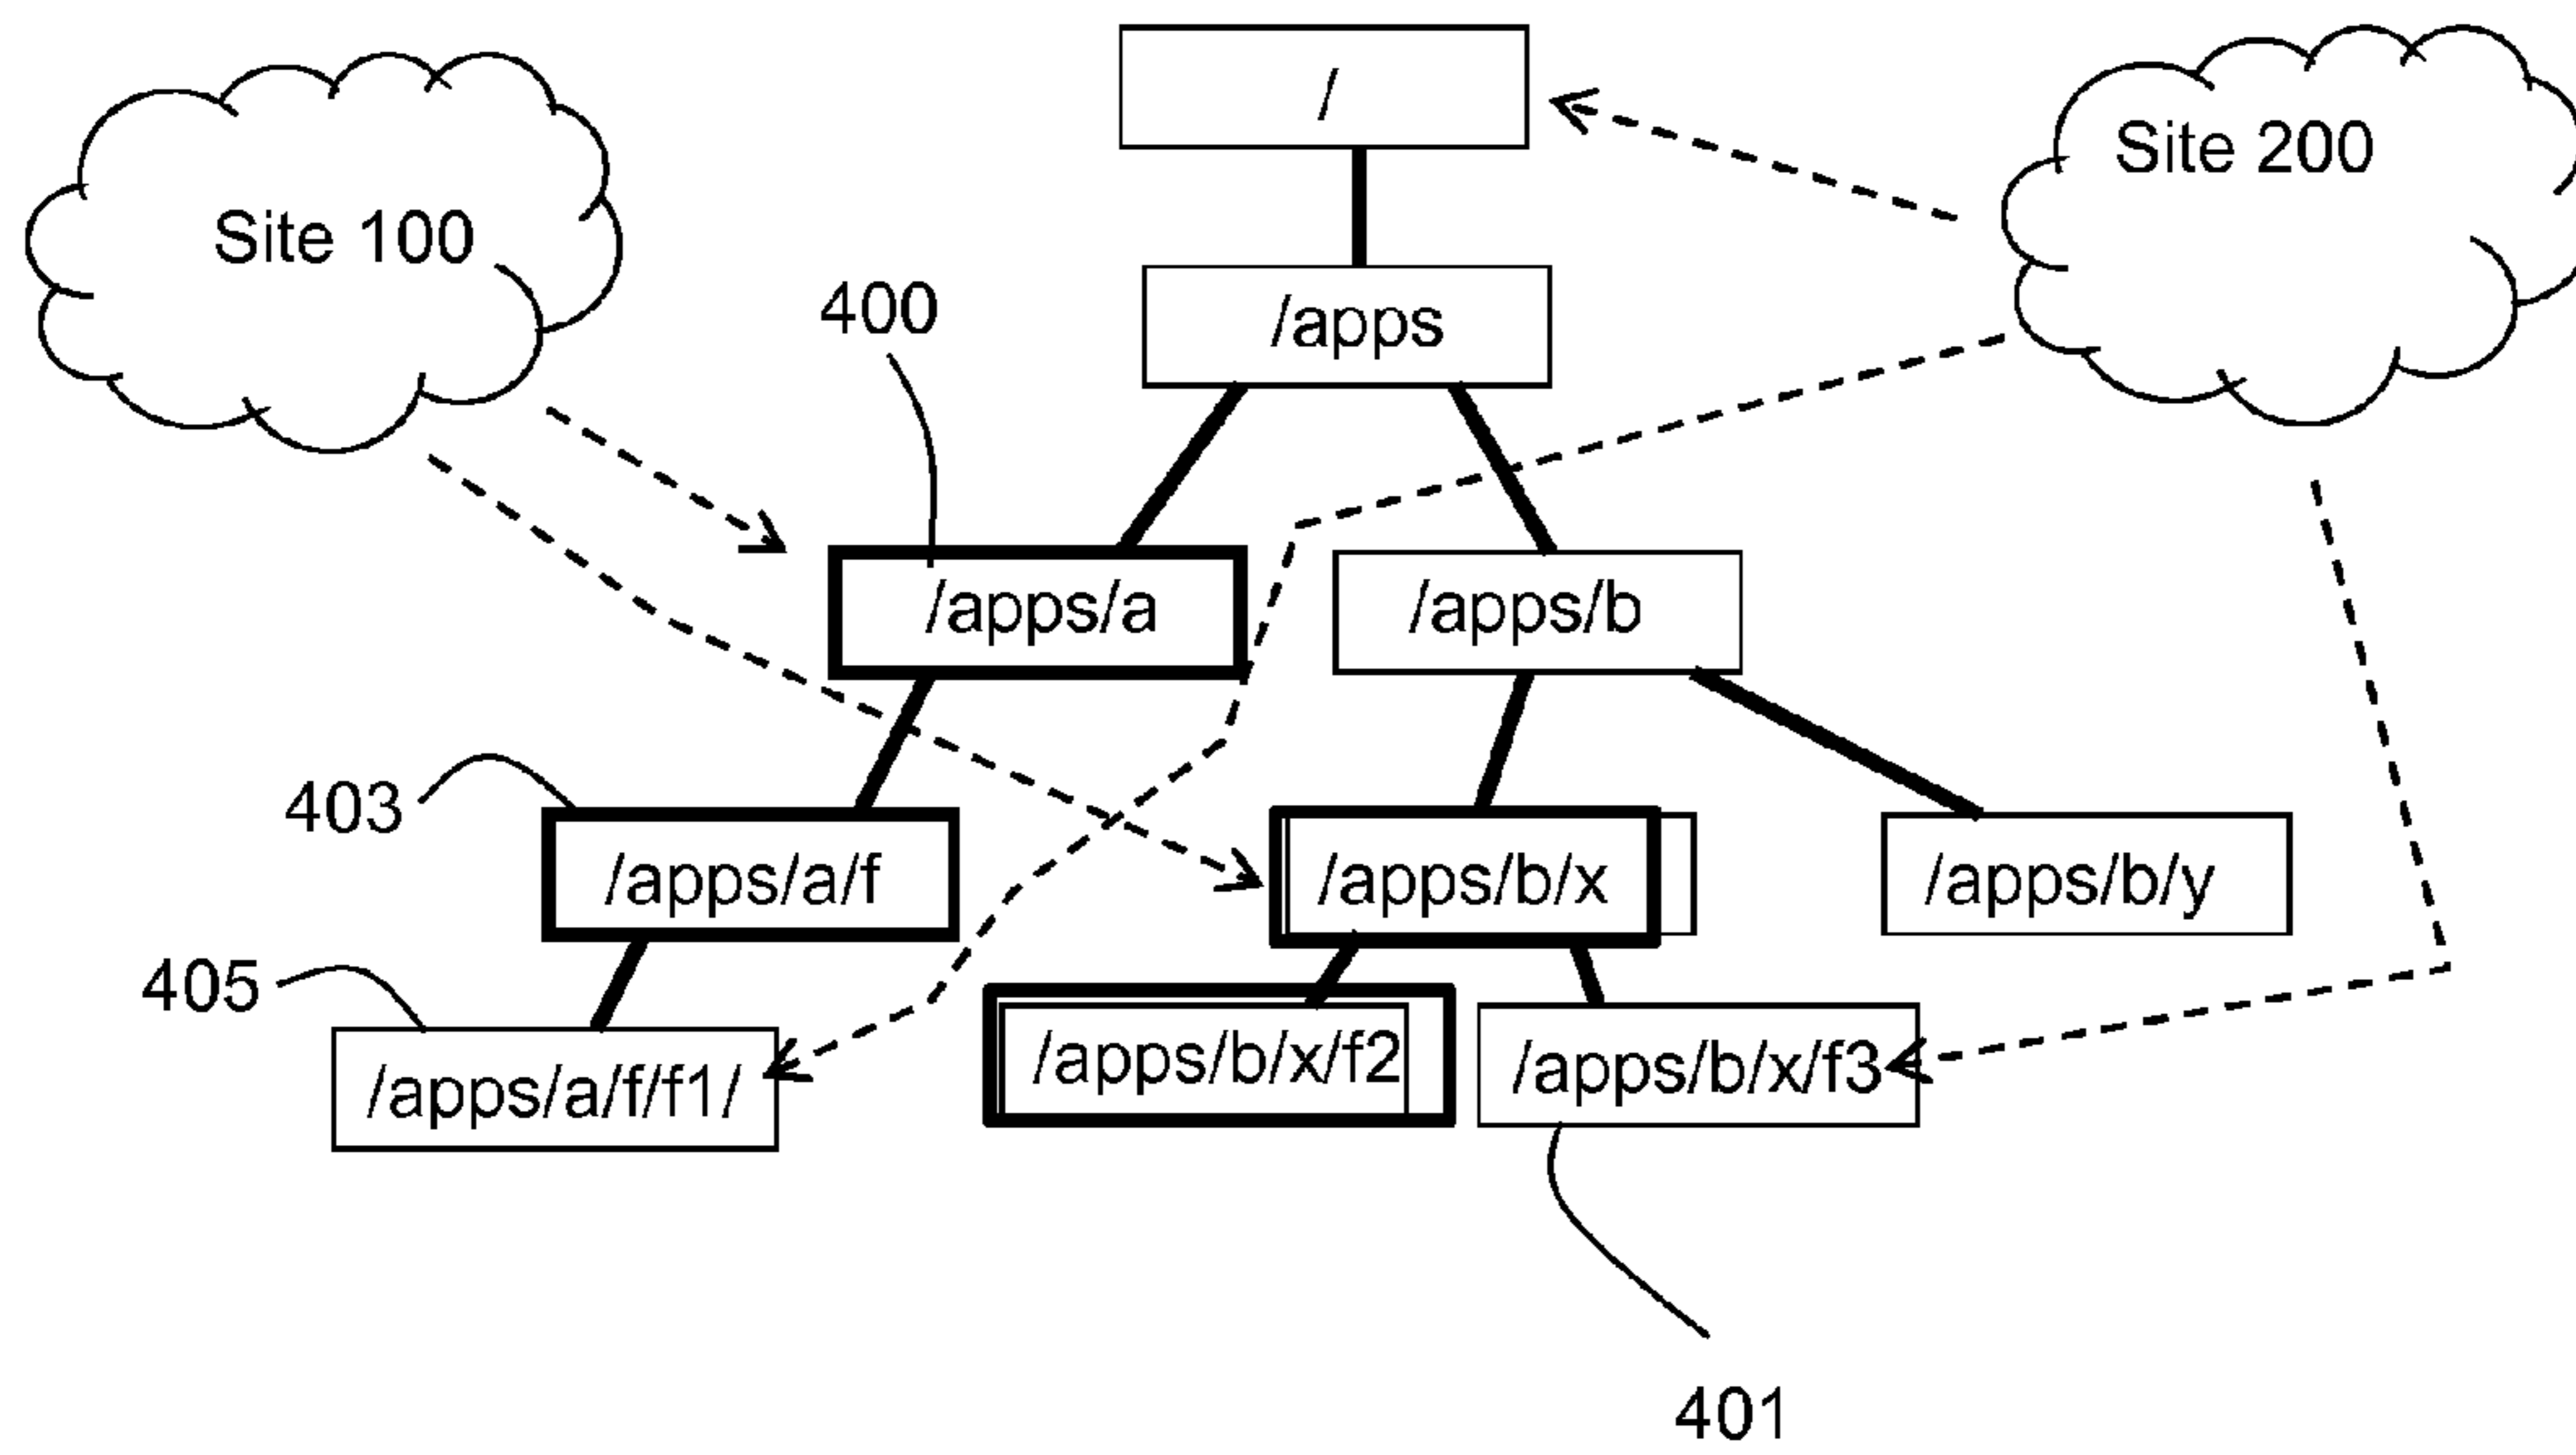 /
Site 200
Site 100
400
/apps
/apps/a
/apps/b
403
/apps/a/f
/apps/b/x
/apps/b/y
405
/apps/a/f/f1/
/apps/b/x/f2
/apps/b/x/f3
401